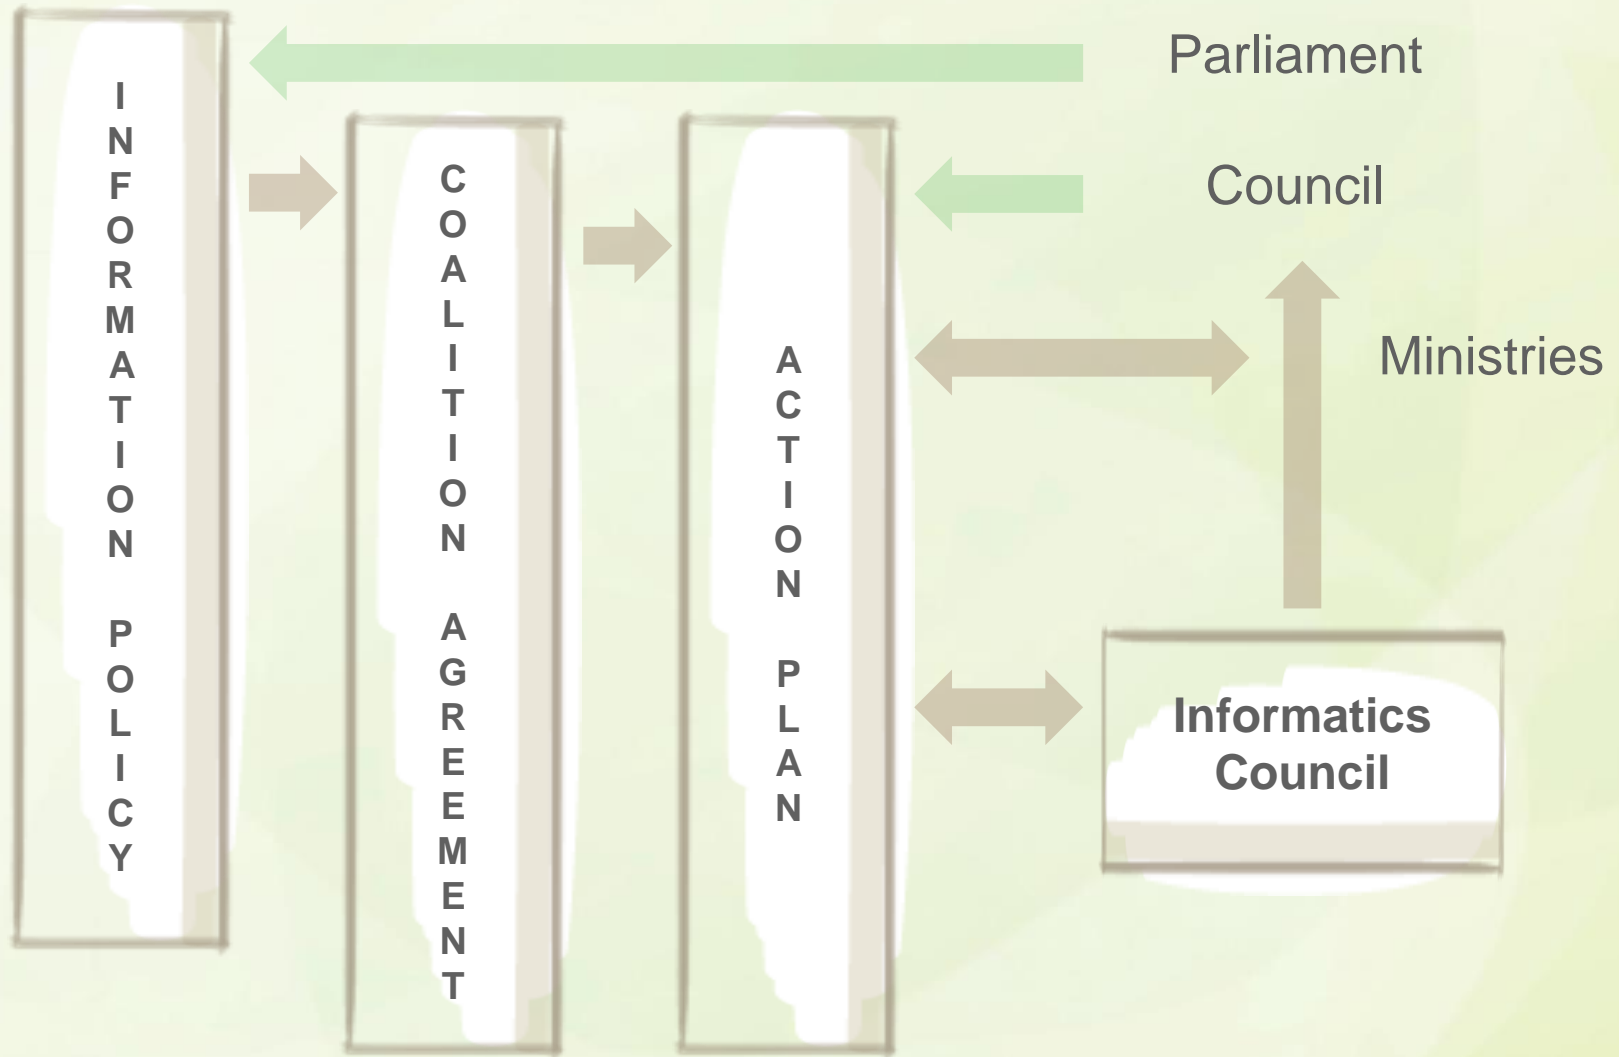 INFORMATION POLICY
COALITION AGREEMENT
ACTION PLAN
Parliament
Council
Ministries
Informatics
Council